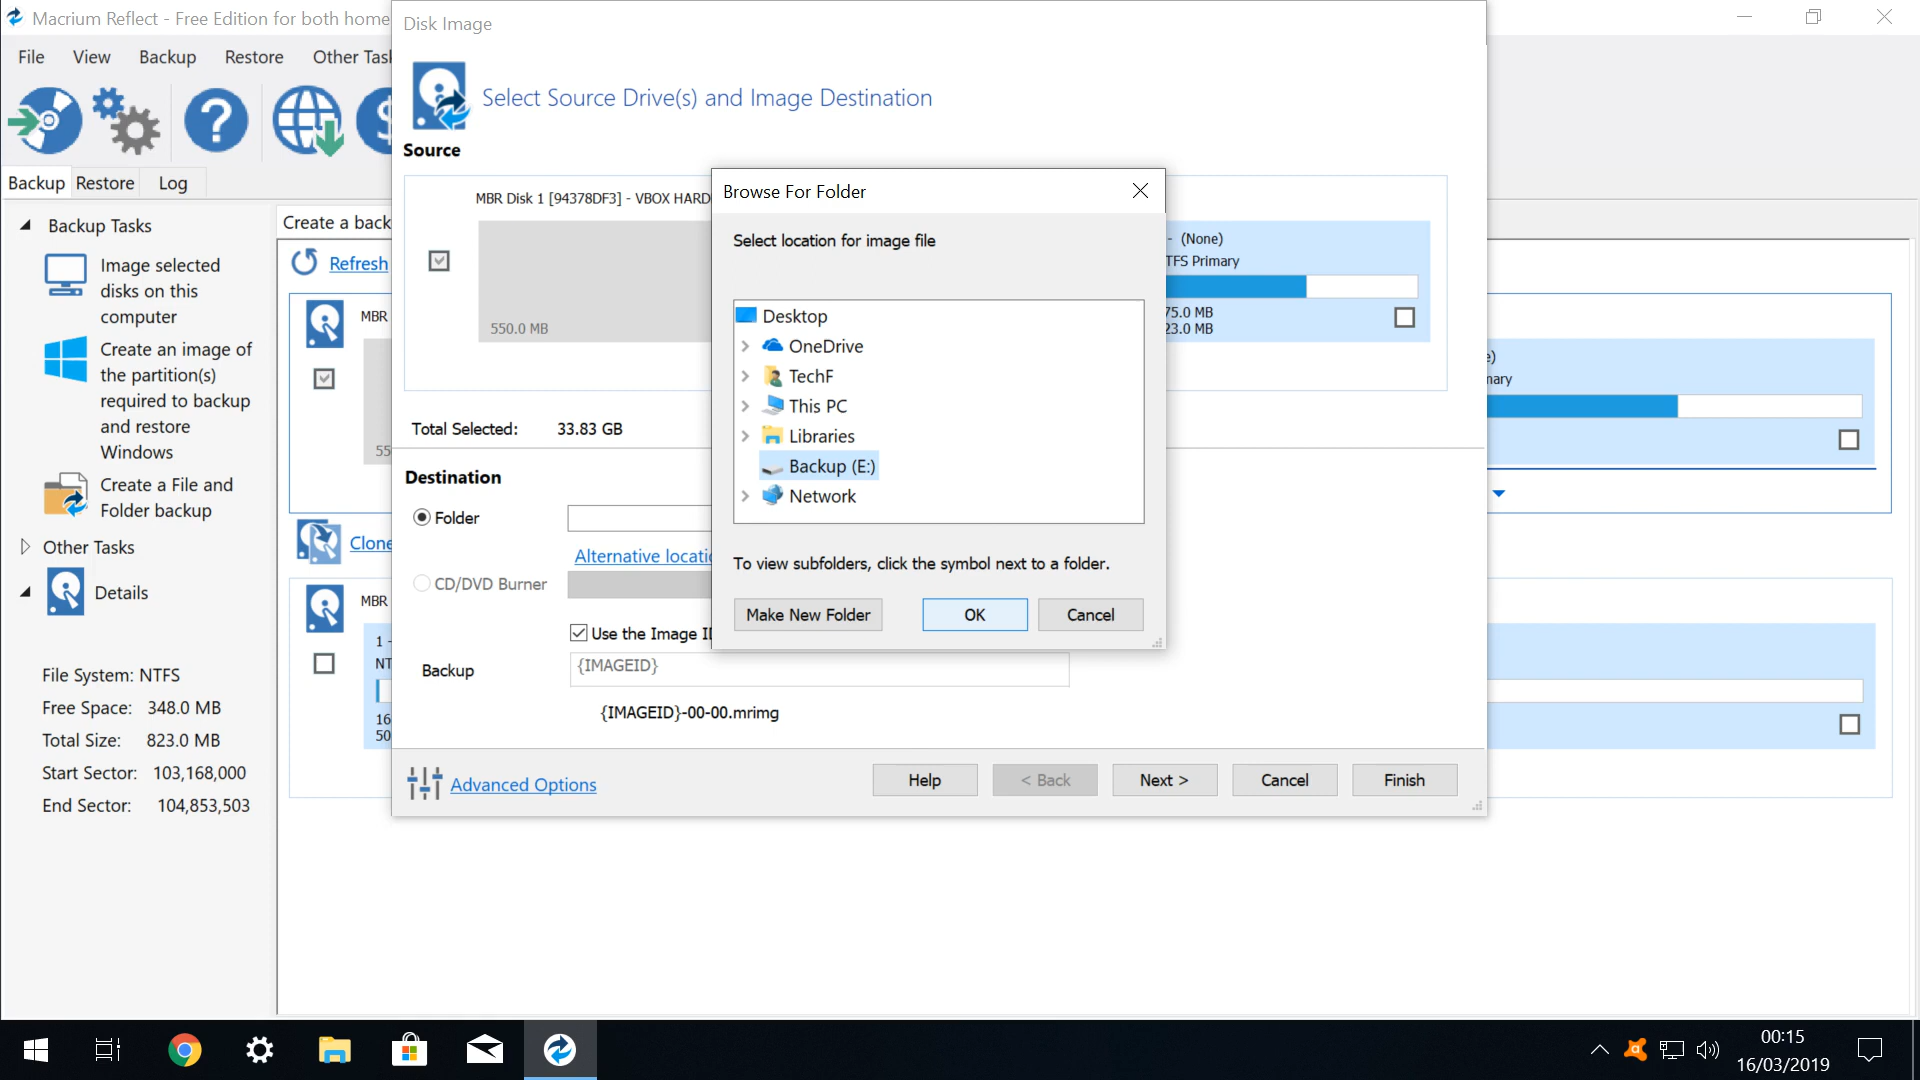 Macrium Reflect - Free Edition for both home
File View Backup Restore Other Tas
Backup Restore Log
Backup Tasks
Image selected
disks on this
computer
Create an image of
the partition(s)
required to backup
and restore
Windows
Create a File and
Folder backup
Other Tasks
Details
File System: NTFS
Free Space: 348.0 MB
Total Size: 823.0 MB
Start Sector: 103,168,000
End Sector: 104,853,503
Create a back
Refresh
MBR
55
Clone
MBR
1 -
NT
16
50
Disk Image
Select Source Drive(s) and Image Destination
Source
MBR Disk 1 [94378DF3] - VBOX HARD
550.0 MB
- (None)
TFS Primary
75.0 MB
23.0 MB
Total Selected: 33.83 GB
Destination
Folder
Alternative locatio
CD/DVD Burner
Use the Image ID
Backup {IMAGEID}
{IMAGEID}-00-00.mrimg
Advanced Options
Help < Back Next > Cancel Finish
Browse For Folder
Select location for image file
Desktop
OneDrive
TechF
This PC
Libraries
Backup (E:)
Network
To view subfolders, click the symbol next to a folder.
Make New Folder OK Cancel
e)
mary
00:15
16/03/2019